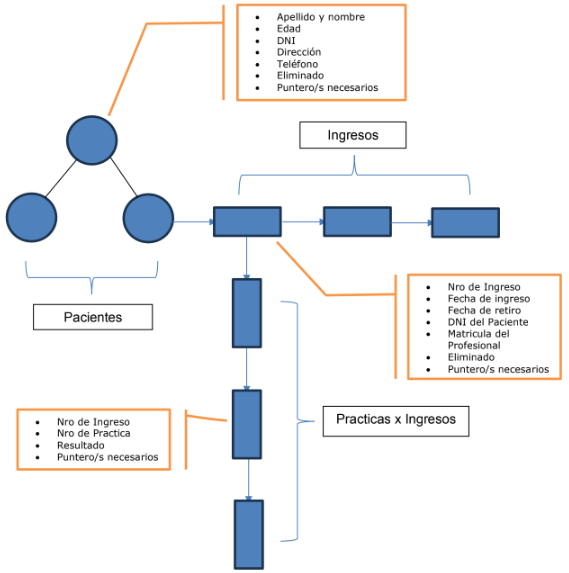 • Apellido y nombre
• Edad
• DNI
• Dirección
• Teléfono
• Eliminado
• Puntero/s necesarios
Ingresos
Pacientes
• Nro de Ingreso
• Fecha de ingreso
• Fecha de retiro
• DNI del Paciente
• Matricula del
Profesional
• Eliminado
• Puntero/s necesarios
• Nro de Ingreso
• Nro de Practica
• Resultado
• Puntero/s necesarios
Practicas x Ingresos